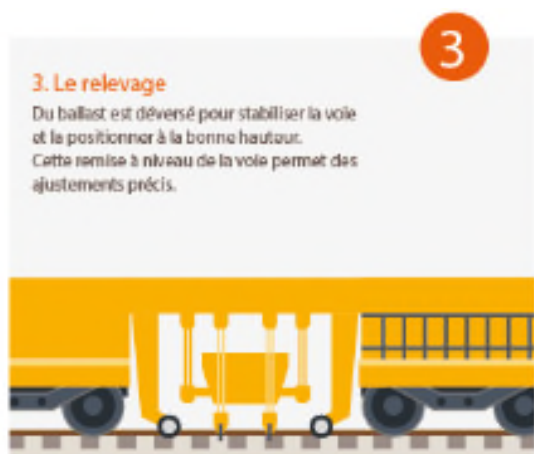 3
3. Le relevage
Du ballast est déversé pour stabiliser la voie
et la positionner à la bonne hauteur.
Cette remise à niveau de la voie permet des
ajustements précis.